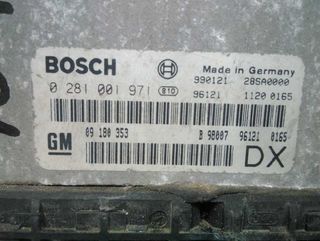 BOSCH Made in Germany
990121 28SA0000
0 281 001 971 810 96121 1120 0165
GM 09 180 353 B 98007 96121 0165
DX